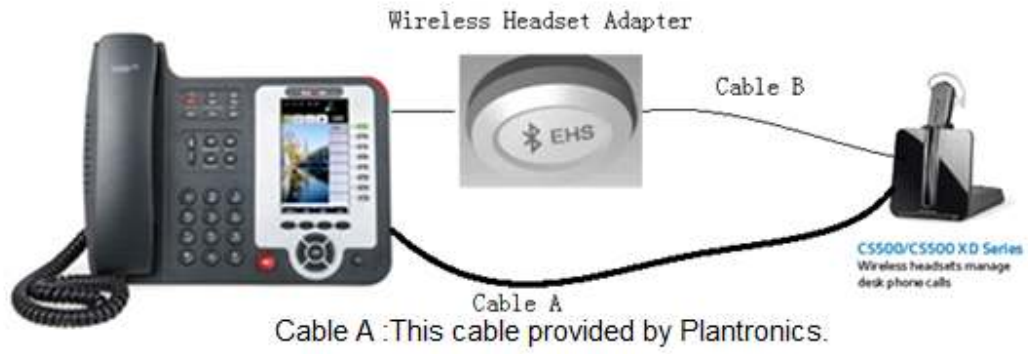 Wireless Headset Adapter
EHS
Cable B
CS500/CS500 XD Series
Wireless headsets manage
desk phone calls
Cable A
Cable A :This cable provided by Plantronics.